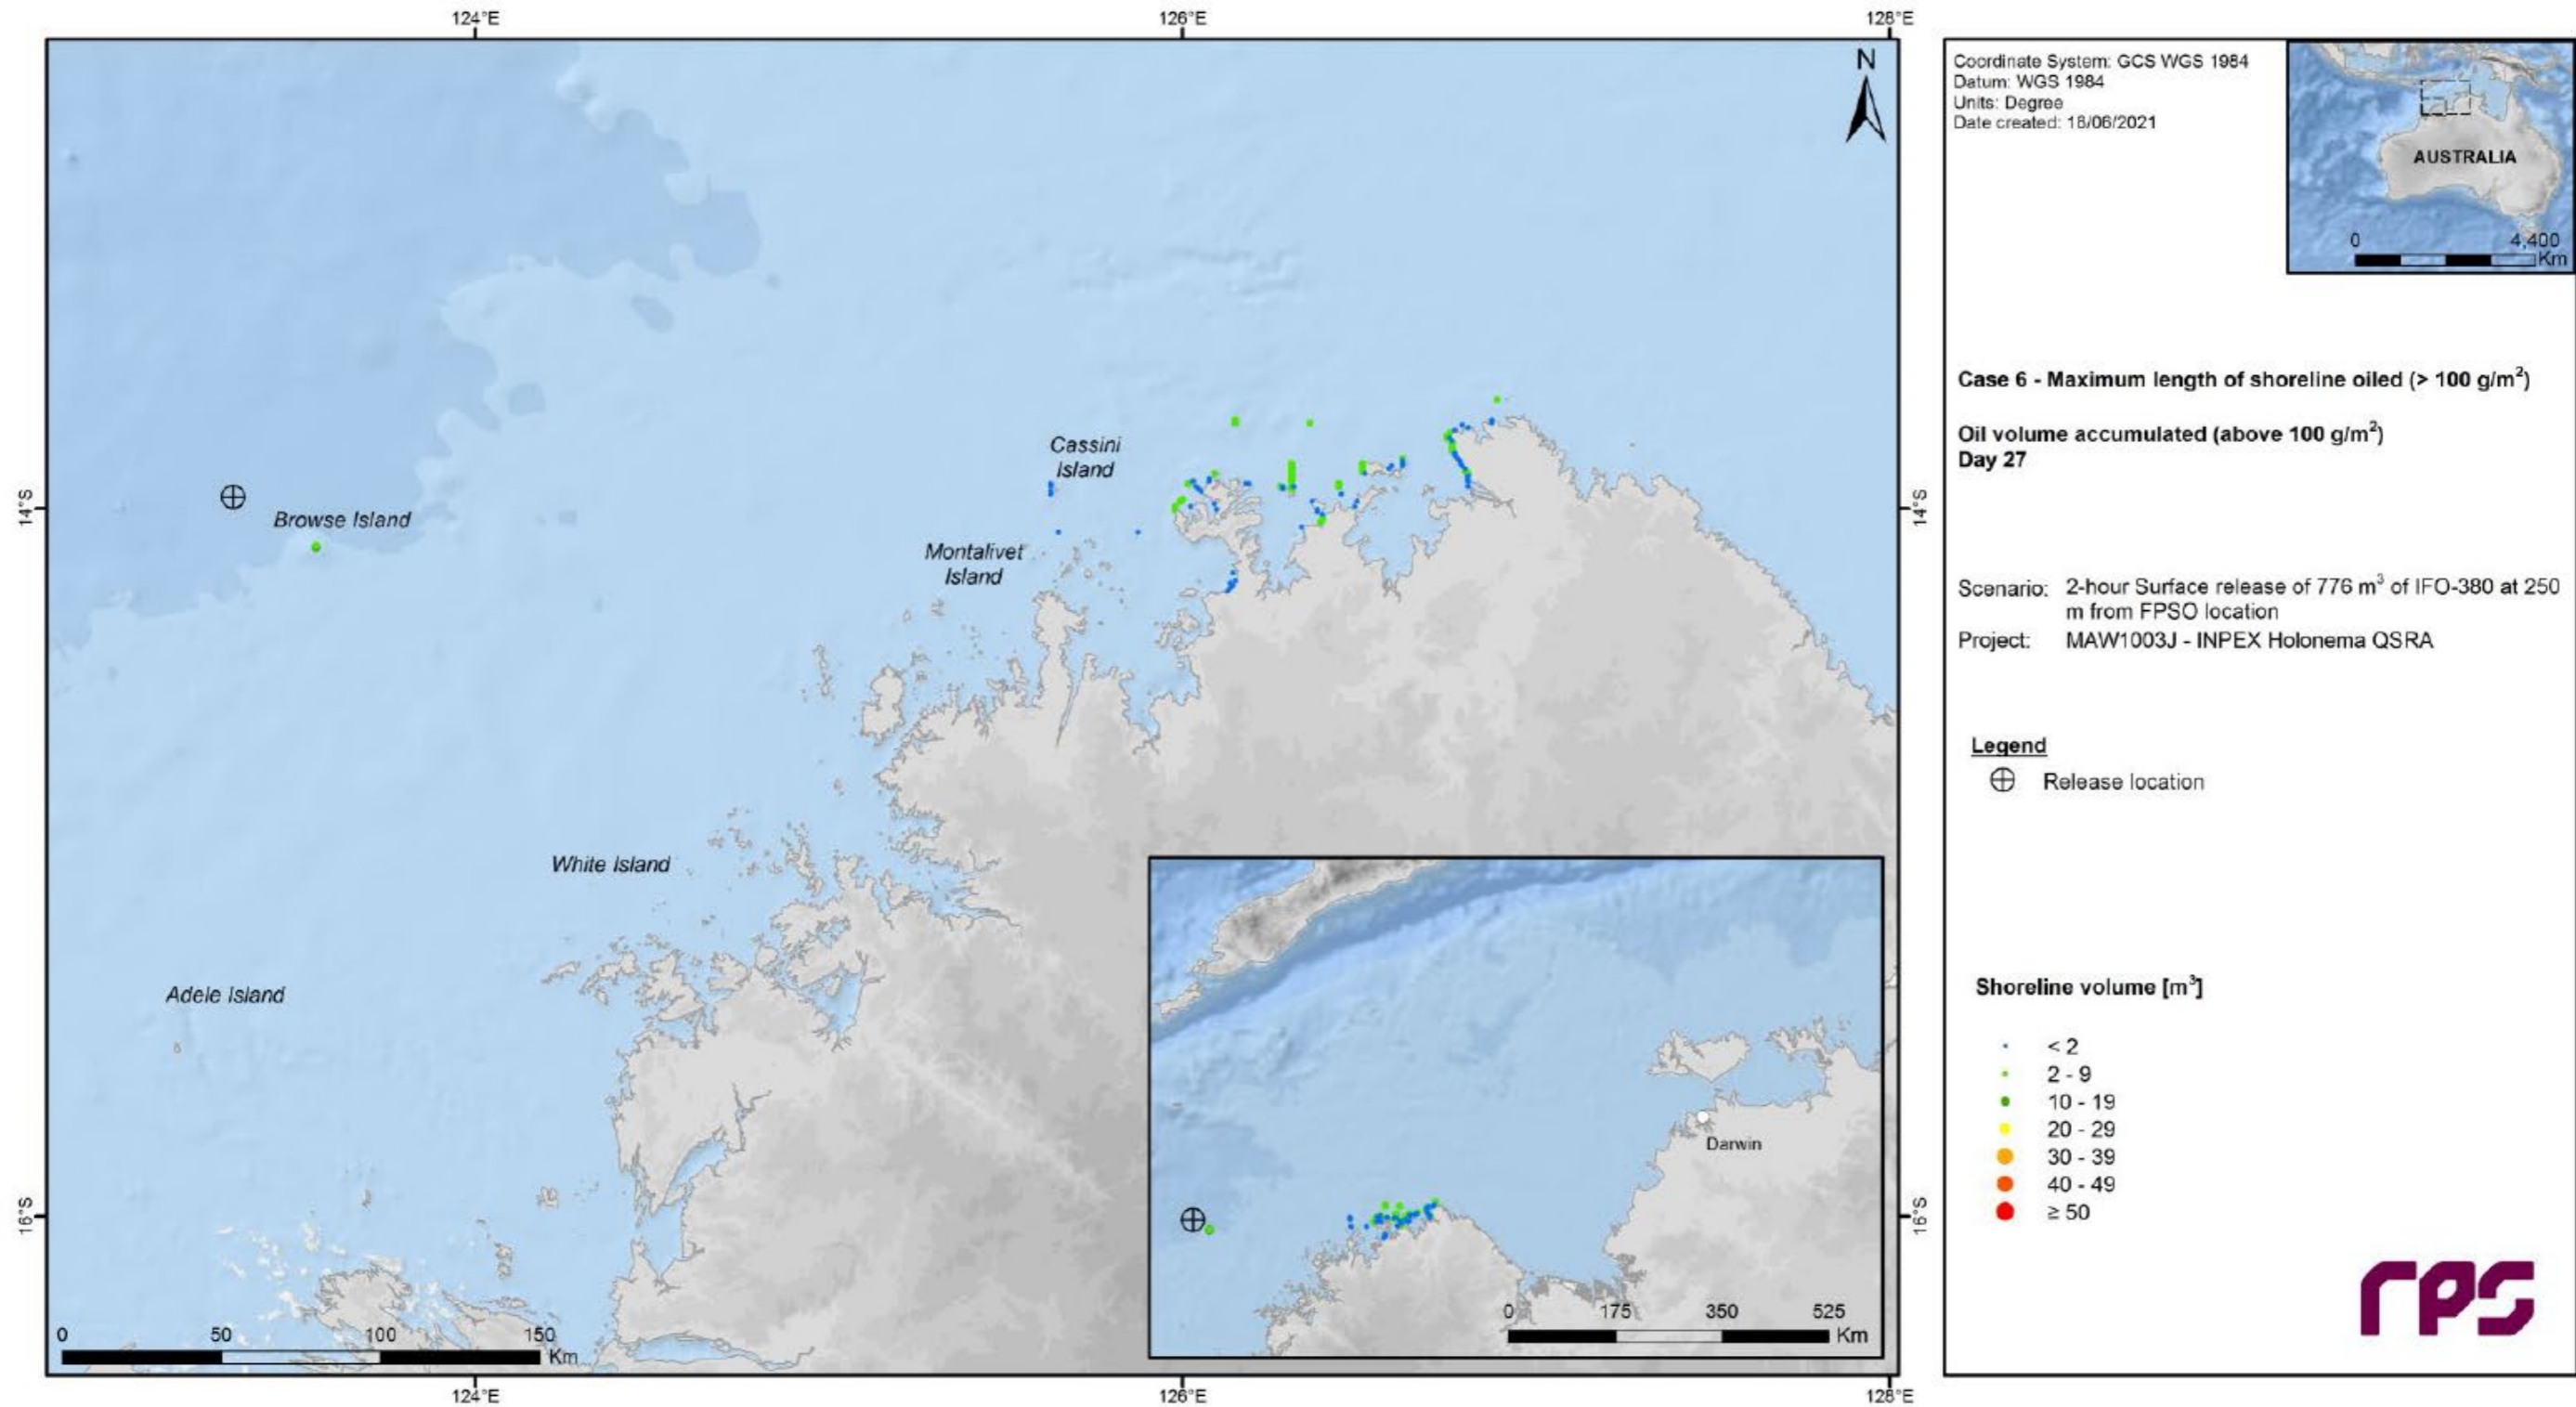 124°E
126°E
128°E
N
14°S
14°S
16°S
16°S
Cassini
Island
Browse Island
Montalivet
Island
White Island
Adele Island
0 50 100 150
Km
Darwin
0 175 350 525
Km
124°E
126°E
128°E
Coordinate System: GCS WGS 1984
Datum: WGS 1984
Units: Degree
Date created: 16/06/2021
AUSTRALIA
0 4,400
Km
Case 6 - Maximum length of shoreline oiled (> 100 g/m²)
Oil volume accumulated (above 100 g/m²)
Day 27
Scenario: 2-hour Surface release of 776 m³ of IFO-380 at 250
m from FPSO location
Project: MAW1003J - INPEX Holonema QSRA
Legend
Release location
Shoreline volume [m³]
< 2
2 - 9
10 - 19
20 - 29
30 - 39
40 - 49
≥ 50
rps